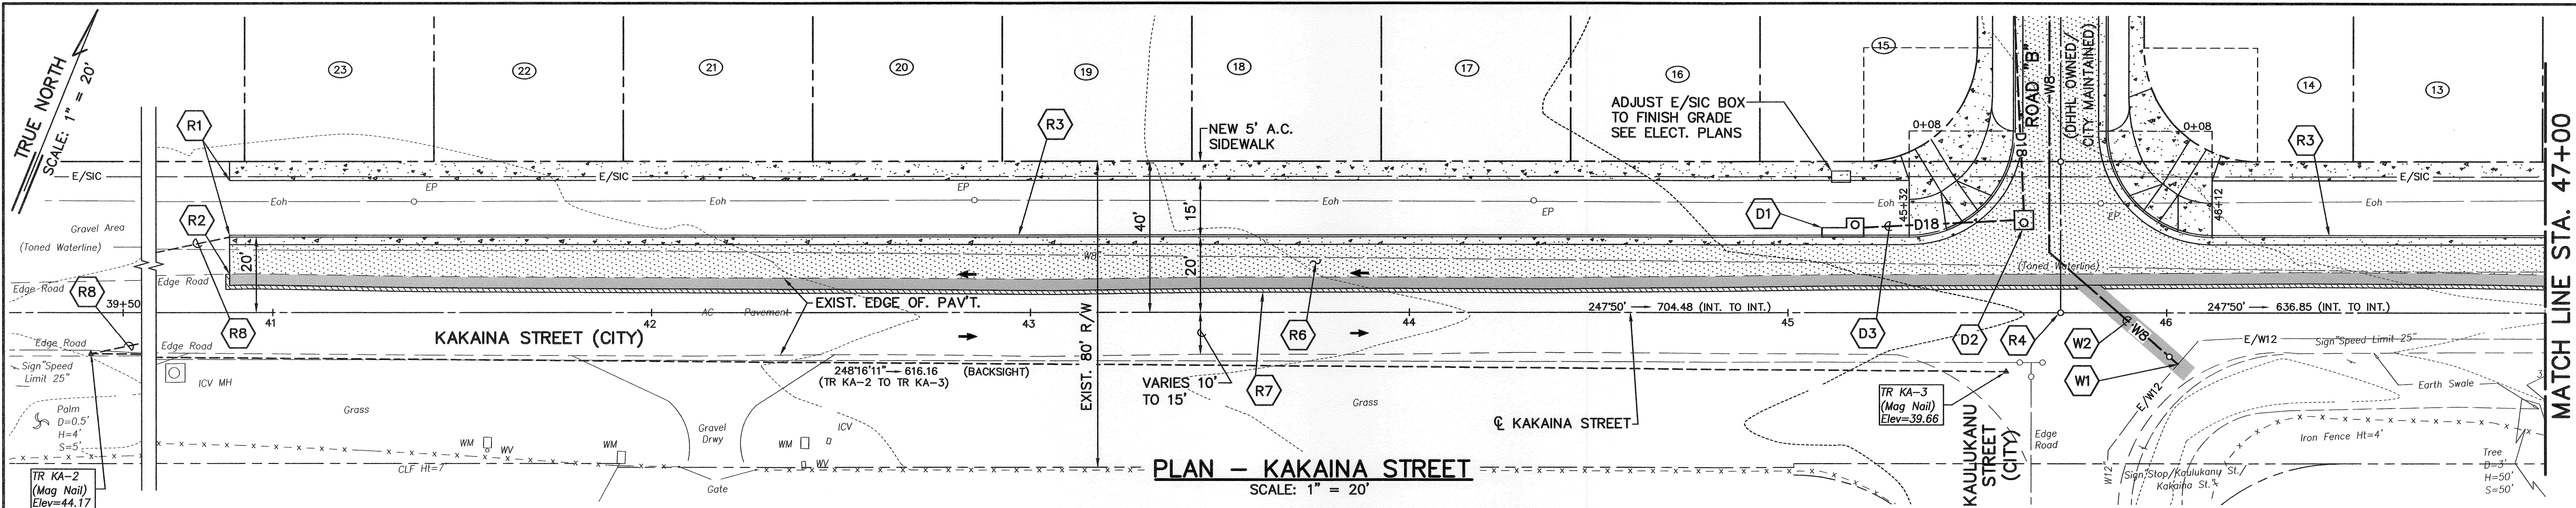 TRUE NORTH
SCALE: 1" = 20'
23
22
21
20
19
18
17
16
15
14
13
ROAD "B"
(DHHL OWNED/
CITY MAINTAINED)
W8
D18
0+08
0+08
R1
R3
R3
NEW 5' A.C.
SIDEWALK
ADJUST E/SIC BOX
TO FINISH GRADE
SEE ELECT. PLANS
E/SIC
E/SIC
E/SIC
EP
EP
EP
EP
Eoh
Eoh
Eoh
Eoh
Eoh
R2
D1
D18
45+32
46+12
Gravel Area
(Toned Waterline)
40'
15'
20'
20'
W8
(Toned Waterline)
Edge Road
Edge Road
R8
39+50
R8
EXIST. EDGE OF. PAV'T.
AC Pavement
41
42
43
44
45
46
247°50' → 704.48 (INT. TO INT.)
247°50' → 636.85 (INT. TO INT.)
KAKAINA STREET (CITY)
R6
R7
D3
D2
R4
W2
W1
W8
Edge Road
Edge Road
Sign"Speed
Limit 25"
ICV MH
248°16'11" → 616.16 (BACKSIGHT)
(TR KA-2 TO TR KA-3)
EXIST. 80' R/W
VARIES 10'
TO 15'
E/W12
E/W12
W12
Sign"Speed Limit 25"
Earth Swale
Palm
D=0.5'
H=4'
S=5'
Grass
Grass
Gravel
Drwy
Gate
WM
WV
WM
WM
WV
ICV
CLF Ht=7'
℄ KAKAINA STREET
TR KA-3
(Mag Nail)
Elev=39.66
TR KA-2
(Mag Nail)
Elev=44.17
KAULUKANU
STREET
(CITY)
Edge
Road
Iron Fence Ht=4'
Sign"Stop/Kaulukanu St./
Kakaina St."
Tree
D=3'
H=50'
S=50'
MATCH LINE STA. 47+00
PLAN – KAKAINA STREET
SCALE: 1" = 20'